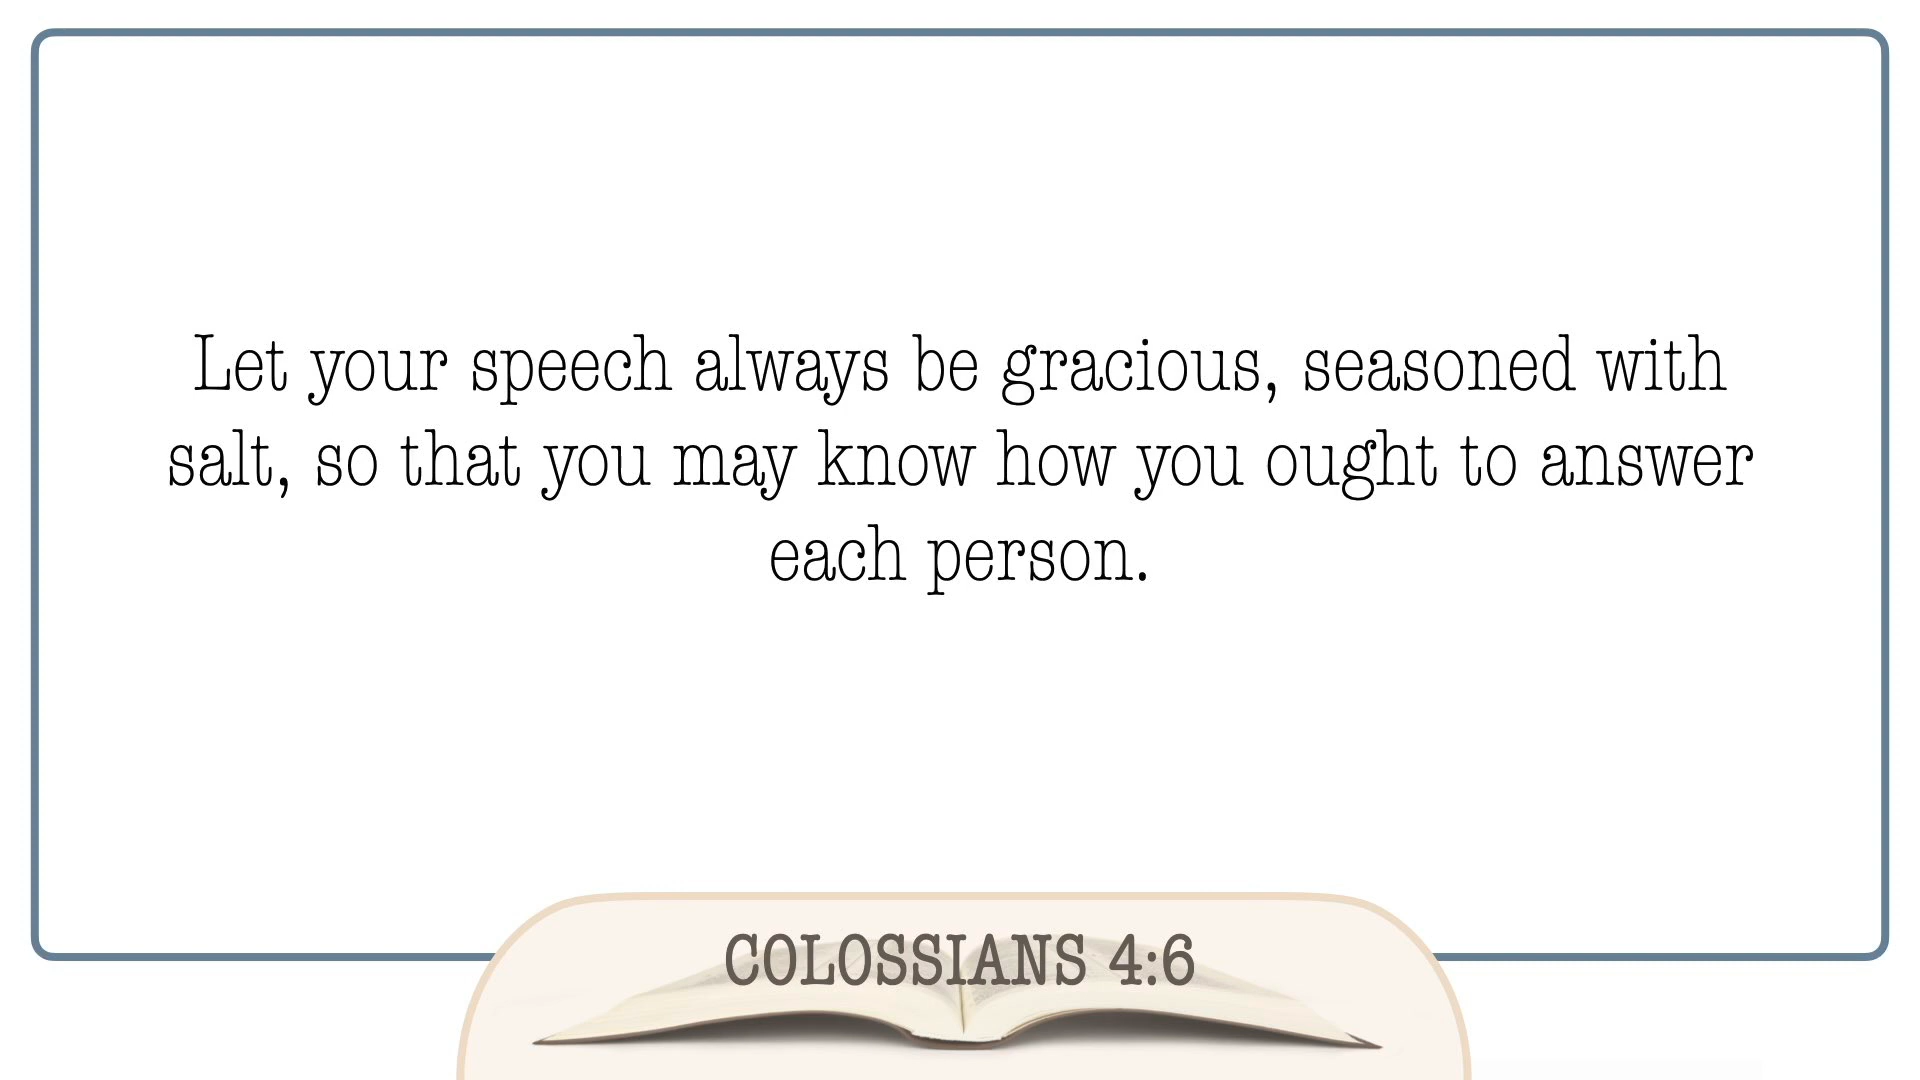 Let your speech always be gracious, seasoned with
salt, so that you may know how you ought to answer
each person.
COLOSSIANS 4:6